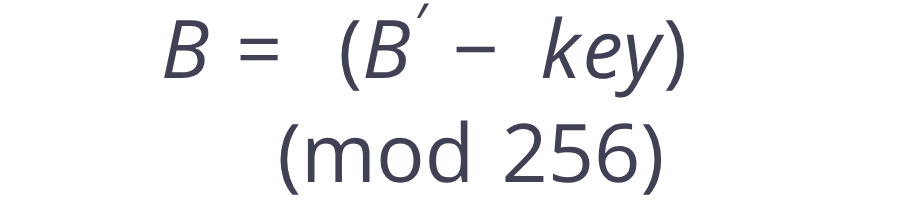 B = (B′ − key)
(mod 256)